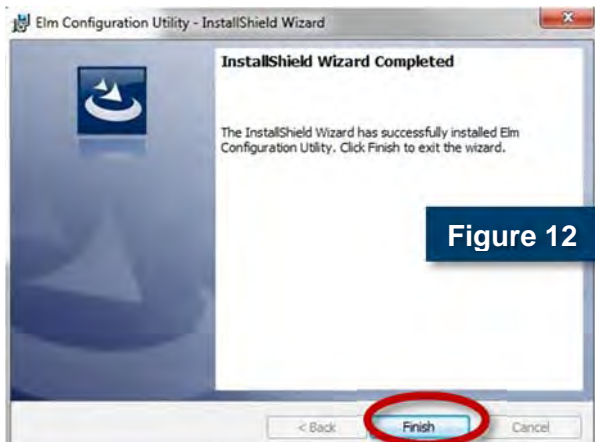 Elm Configuration Utility - InstallShield Wizard
InstallShield Wizard Completed
The InstallShield Wizard has successfully installed Elm
Configuration Utility. Click Finish to exit the wizard.
Figure 12
< Back Finish Cancel